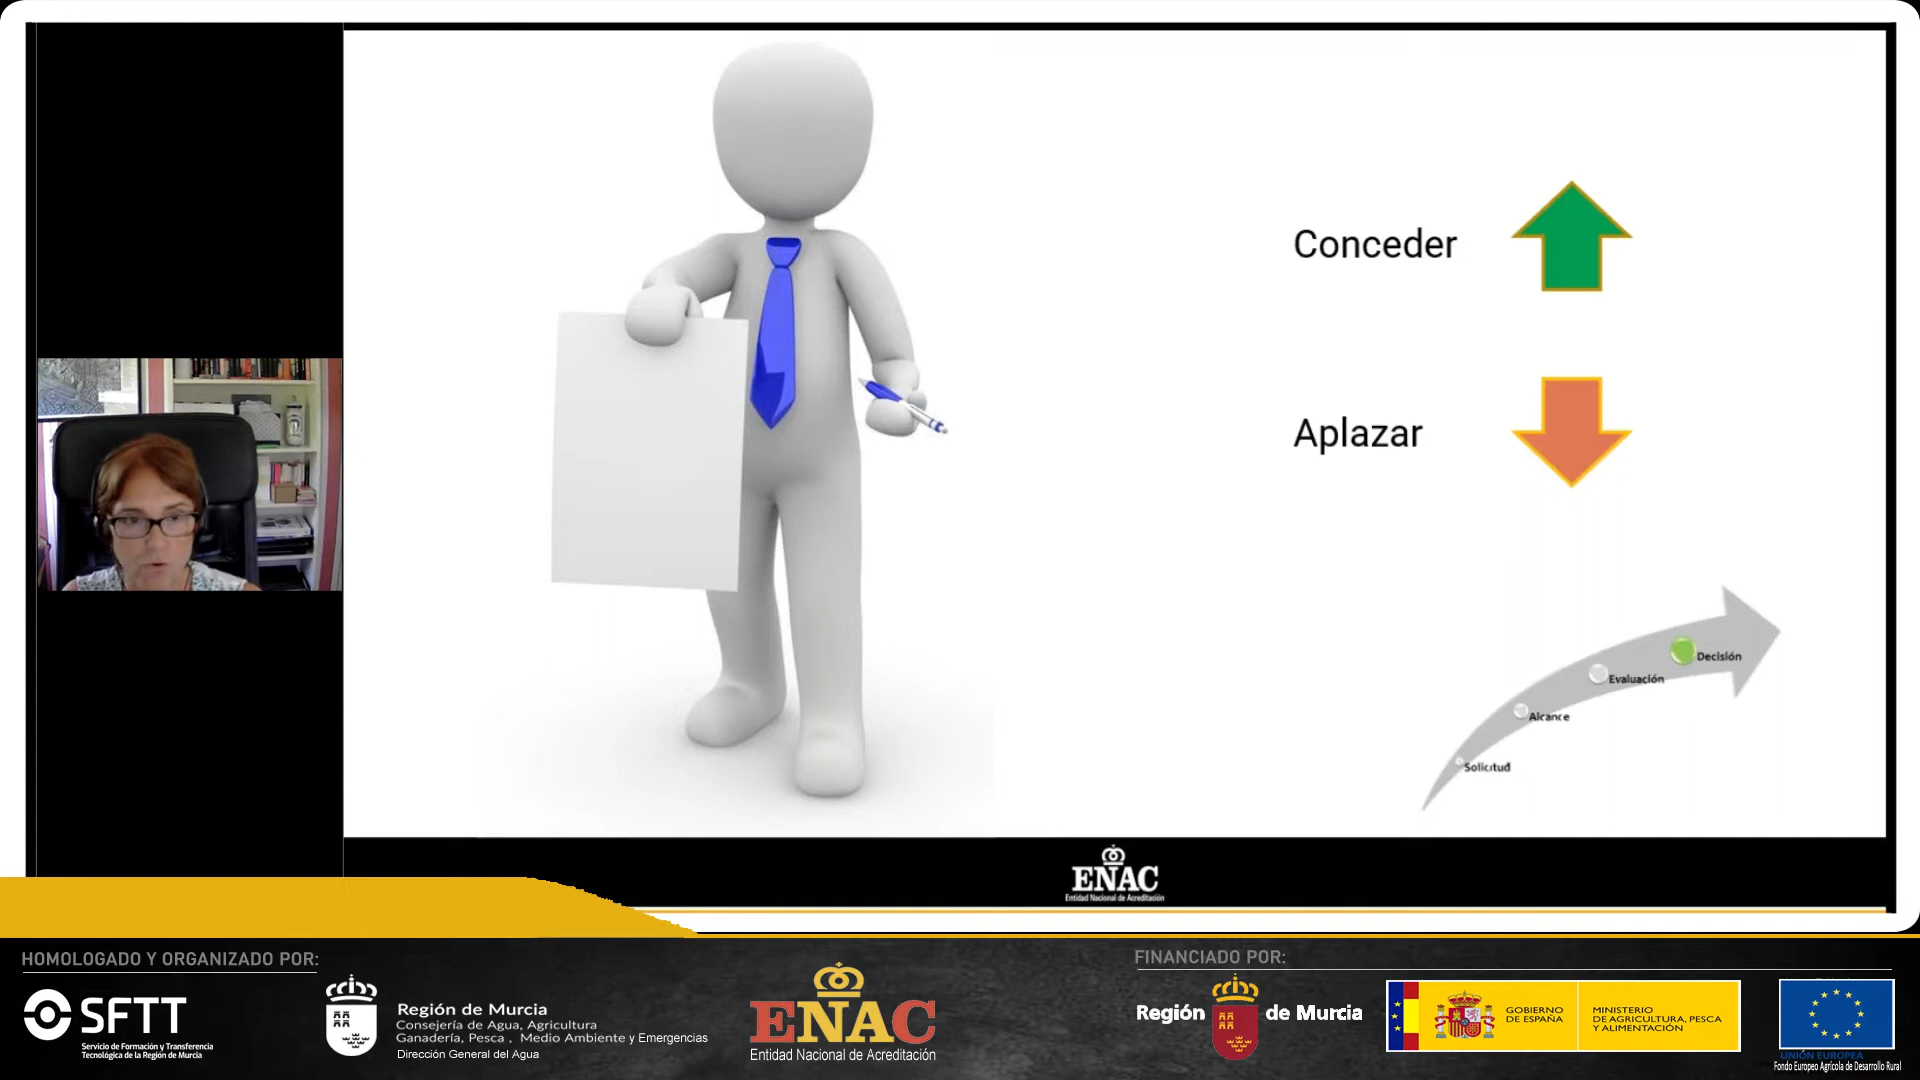 Conceder
Aplazar
Decisión
Evaluación
Alcance
Solicitud
ENAC
Entidad Nacional de Acreditación
HOMOLOGADO Y ORGANIZADO POR:
SFTT
Servicio de Formación y Transferencia
Tecnológica de la Región de Murcia
Región de Murcia
Consejería de Agua, Agricultura
Ganadería, Pesca , Medio Ambiente y Emergencias
Dirección General del Agua
ENAC
Entidad Nacional de Acreditación
FINANCIADO POR:
Región de Murcia
GOBIERNO
DE ESPAÑA
MINISTERIO
DE AGRICULTURA, PESCA
Y ALIMENTACIÓN
UNIÓN EUROPEA
Fondo Europeo Agrícola de Desarrollo Rural